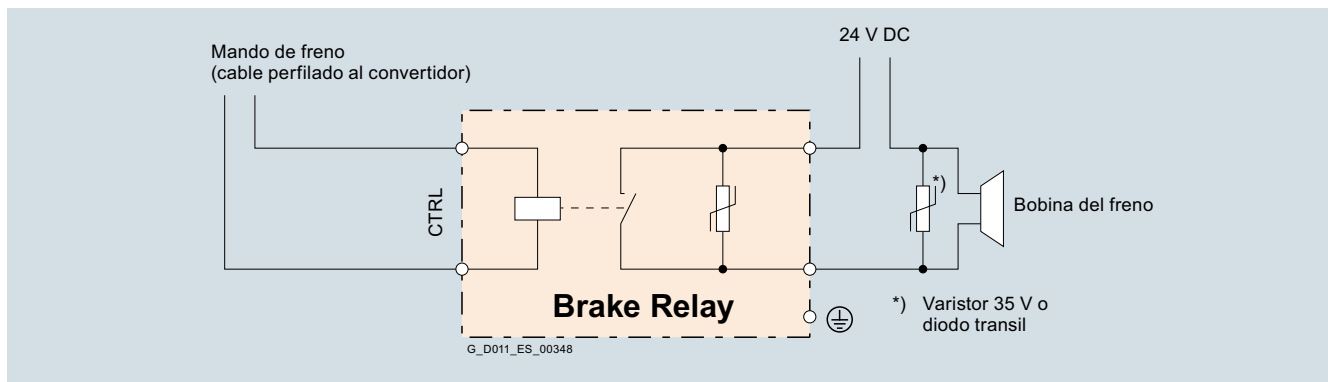 24 V DC
Mando de freno
(cable perfilado al convertidor)
CTRL
*)
Bobina del freno
Brake Relay
*) Varistor 35 V o
diodo transil
G_D011_ES_00348